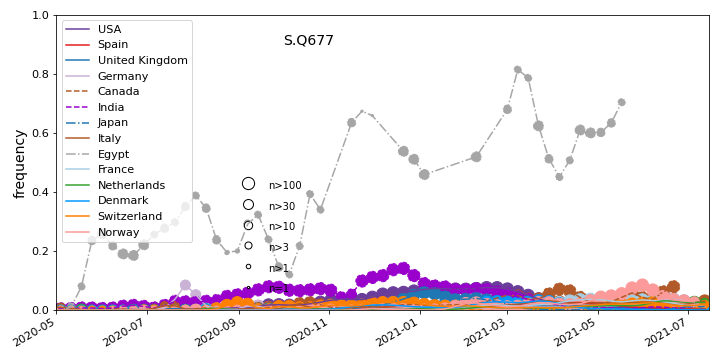 S.Q677
frequency
1.0
0.8
0.6
0.4
0.2
0.0
USA
Spain
United Kingdom
Germany
Canada
India
Japan
Italy
Egypt
France
Netherlands
Denmark
Switzerland
Norway
n>100
n>30
n>10
n>3
n>1
n=1
2020-05
2020-07
2020-09
2020-11
2021-01
2021-03
2021-05
2021-07